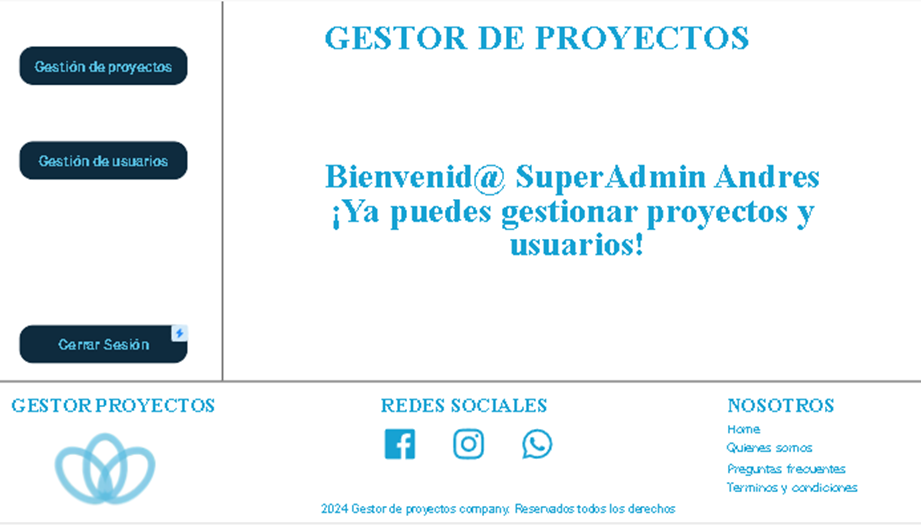 GESTOR DE PROYECTOS
Gestión de proyectos
Gestión de usuarios
Bienvenid@ SuperAdmin Andres
¡Ya puedes gestionar proyectos y
usuarios!
Cerrar Sesión
GESTOR PROYECTOS
REDES SOCIALES
NOSOTROS
Home
Quienes somos
Preguntas frecuentes
Terminos y condiciones
2024 Gestor de proyectos company. Reservados todos los derechos